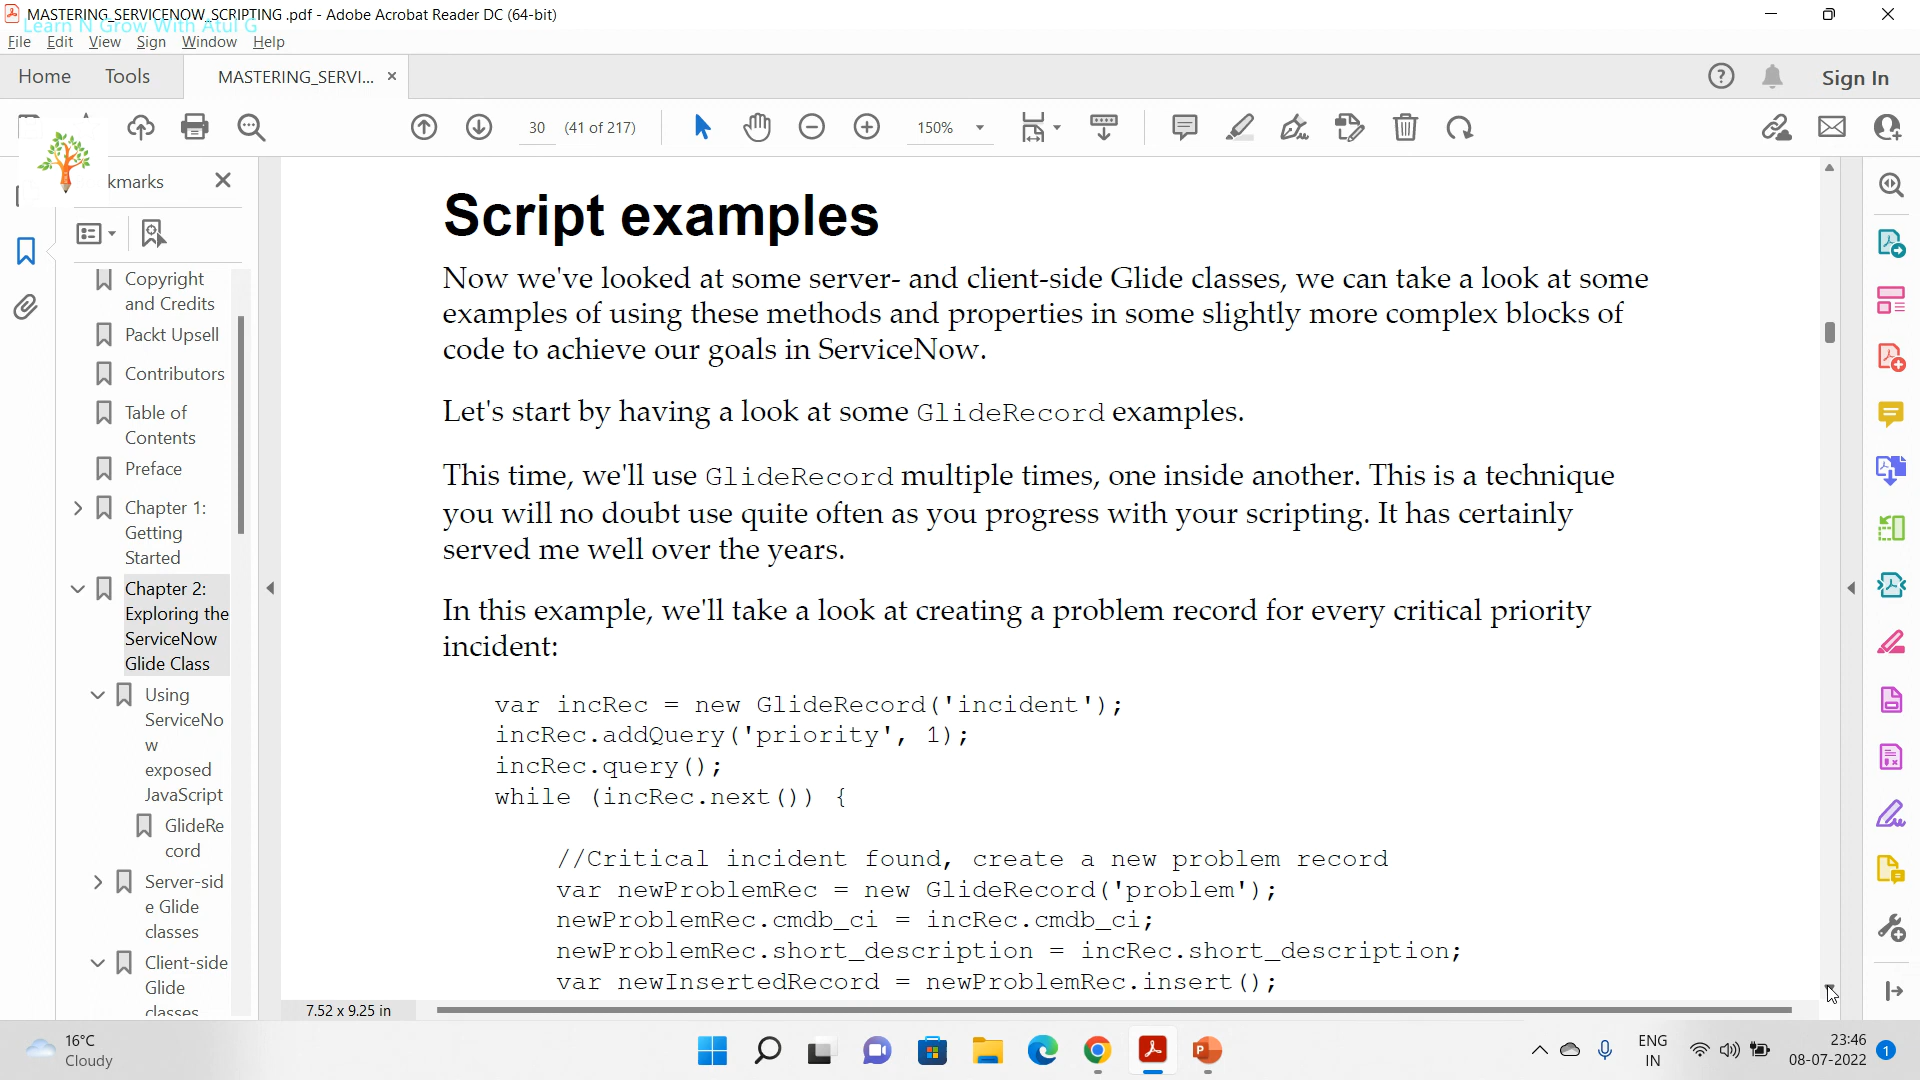 MASTERING_SERVICENOW_SCRIPTING .pdf - Adobe Acrobat Reader DC (64-bit)
Learn N Grow With Atul G
File Edit View Sign Window Help
Home Tools MASTERING_SERVI... × Sign In
30 (41 of 217) 150%
kmarks
Copyright
and Credits
Packt Upsell
Contributors
Table of
Contents
Preface
Chapter 1:
Getting
Started
Chapter 2:
Exploring the
ServiceNow
Glide Class
Using
ServiceNo
w
exposed
JavaScript
GlideRe
cord
Server-sid
e Glide
classes
Client-side
Glide
classes
Script examples
Now we've looked at some server- and client-side Glide classes, we can take a look at some
examples of using these methods and properties in some slightly more complex blocks of
code to achieve our goals in ServiceNow.
Let's start by having a look at some GlideRecord examples.
This time, we'll use GlideRecord multiple times, one inside another. This is a technique
you will no doubt use quite often as you progress with your scripting. It has certainly
served me well over the years.
In this example, we'll take a look at creating a problem record for every critical priority
incident:
var incRec = new GlideRecord('incident');
incRec.addQuery('priority', 1);
incRec.query();
while (incRec.next()) {
//Critical incident found, create a new problem record
var newProblemRec = new GlideRecord('problem');
newProblemRec.cmdb_ci = incRec.cmdb_ci;
newProblemRec.short_description = incRec.short_description;
var newInsertedRecord = newProblemRec.insert();
7.52 x 9.25 in
16°C
Cloudy
ENG
IN
23:46
08-07-2022
1